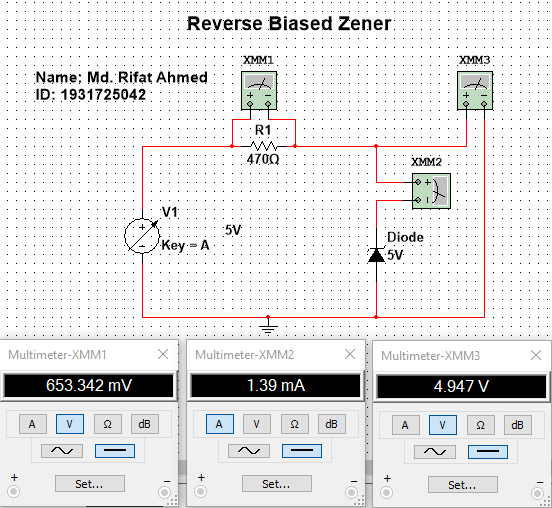 Reverse Biased Zener
XMM1
XMM3
Name; Md. Rifat Ahmed
ID: 1931725042
R1
470Ω
XMM2
V1
5V
Key = A
Diode
5V
Multimeter-XMM1
653.342 mV
A V Ω dB
+ Set... −
Multimeter-XMM2
1.39 mA
A V Ω dB
+ Set... −
Multimeter-XMM3
4.947 V
A V Ω dB
+ Set... −